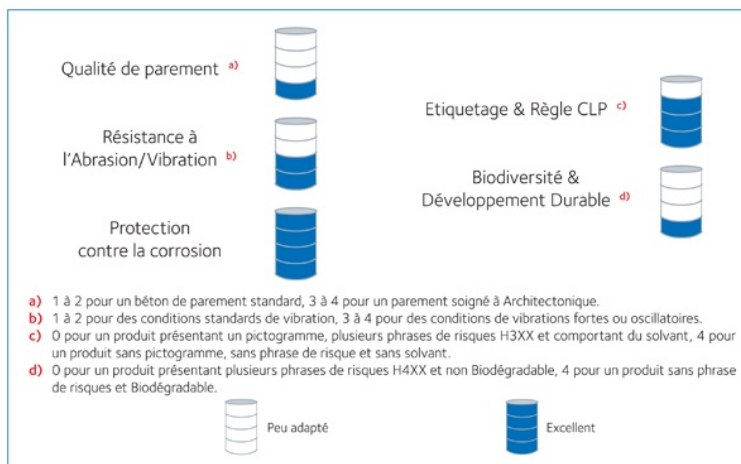 Qualité de parement a)
Résistance à
l'Abrasion/Vibration b)
Protection
contre la corrosion
Etiquetage & Règle CLP c)
Biodiversité &
Développement Durable d)
a) 1 à 2 pour un béton de parement standard, 3 à 4 pour un parement soigné à Architectonique.
b) 1 à 2 pour des conditions standards de vibration, 3 à 4 pour des conditions de vibrations fortes ou oscillatoires.
c) 0 pour un produit présentant un pictogramme, plusieurs phrases de risques H3XX et comportant du solvant, 4 pour
un produit sans pictogramme, sans phrase de risque et sans solvant.
d) 0 pour un produit présentant plusieurs phrases de risques H4XX et non Biodégradable, 4 pour un produit sans phrase
de risques et Biodégradable.
Peu adapté
Excellent